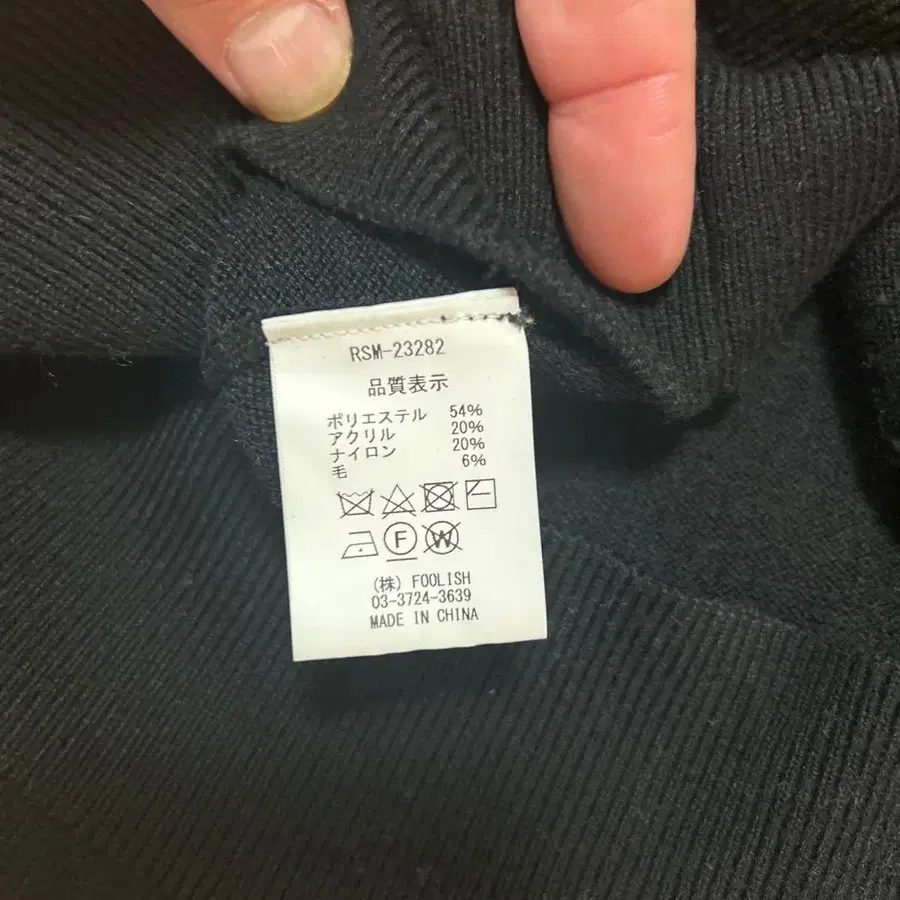 RSM-23282
品質表示
ポリエステル 54%
アクリル 20%
ナイロン 20%
毛 6%
F W
(株) FOOLISH
03-3724-3639
MADE IN CHINA